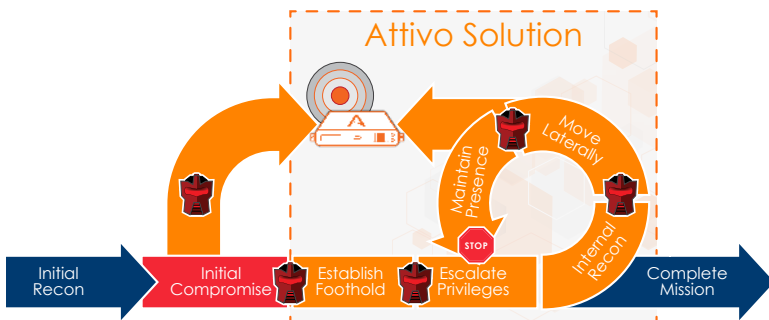 Attivo Solution
Move
Laterally
Maintain
Presence
STOP
Internal
Recon
Initial
Recon
Initial
Compromise
Establish
Foothold
Escalate
Privileges
Complete
Mission